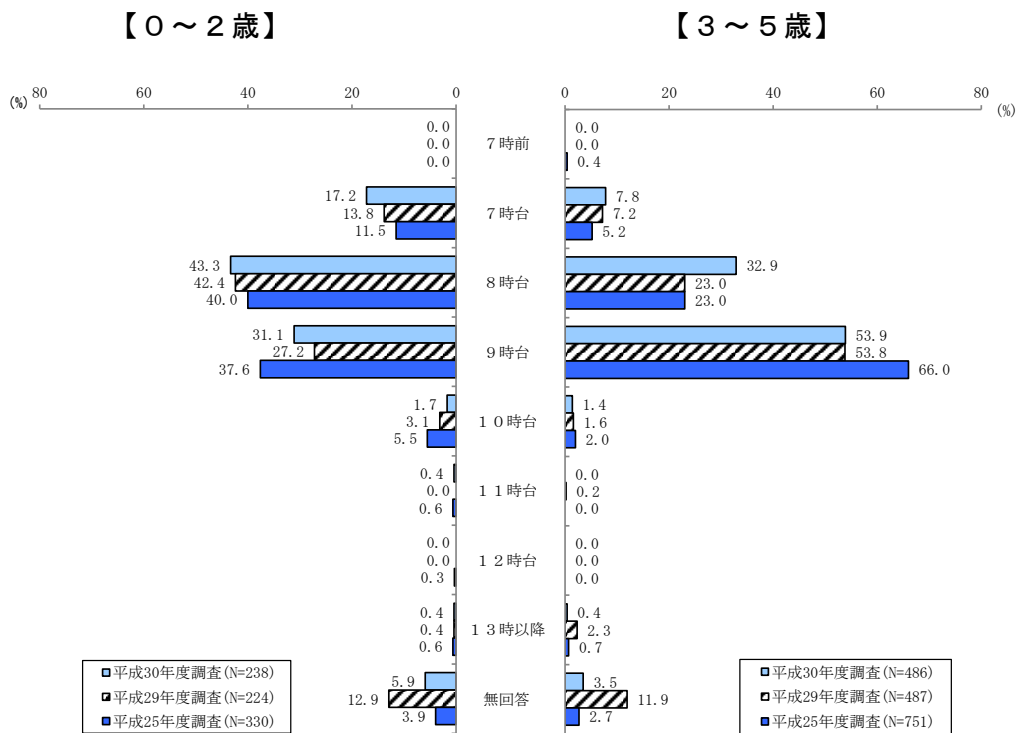 【０～２歳】
【３～５歳】
(%) 80 60 40 20 0
0 20 40 60 80 (%)
0.0 ７時前 0.0
0.0 0.0
0.0 0.4
17.2 ７時台 7.8
13.8 7.2
11.5 5.2
43.3 ８時台 32.9
42.4 23.0
40.0 23.0
31.1 ９時台 53.9
27.2 53.8
37.6 66.0
1.7 １０時台 1.4
3.1 1.6
5.5 2.0
0.4 １１時台 0.0
0.0 0.2
0.6 0.0
0.0 １２時台 0.0
0.0 0.0
0.3 0.0
0.4 １３時以降 0.4
0.4 2.3
0.6 0.7
5.9 無回答 3.5
12.9 11.9
3.9 2.7
平成30年度調査(N=238)
平成29年度調査(N=224)
平成25年度調査(N=330)
平成30年度調査(N=486)
平成29年度調査(N=487)
平成25年度調査(N=751)